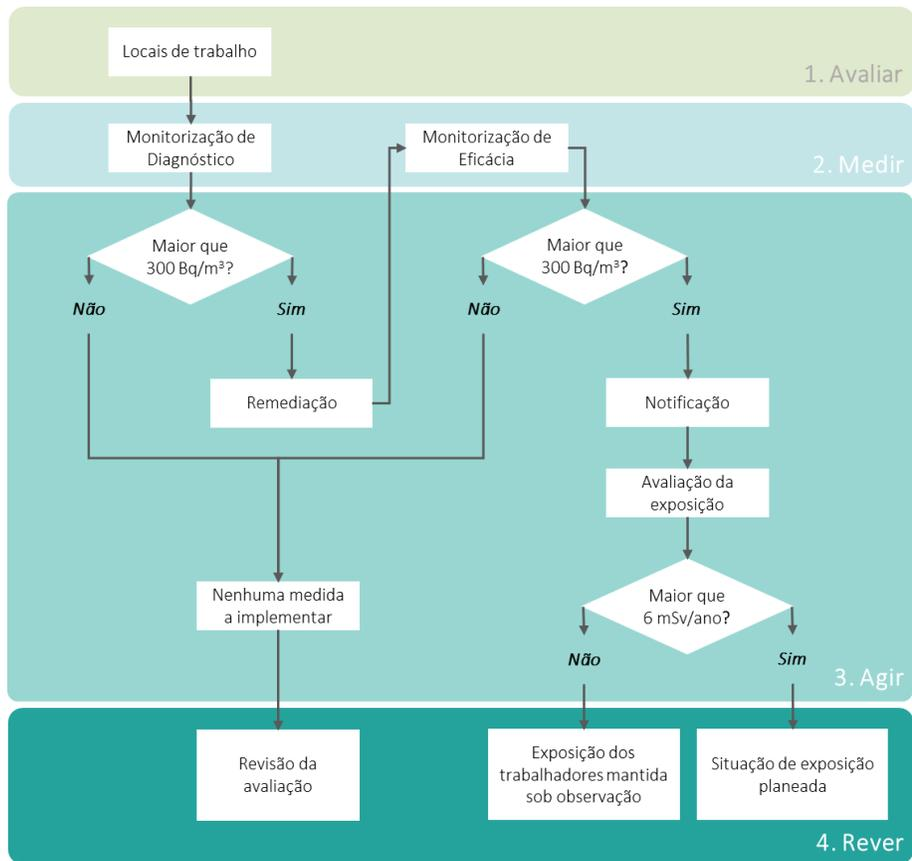 Locais de trabalho
1. Avaliar
Monitorização de
Diagnóstico
Monitorização de
Eficácia
2. Medir
Maior que
300 Bq/m³?
Não
Sim
Maior que
300 Bq/m³?
Não
Sim
Remediação
Notificação
Avaliação da
exposição
Nenhuma medida
a implementar
Maior que
6 mSv/ano?
Não
Sim
3. Agir
Revisão da
avaliação
Exposição dos
trabalhadores mantida
sob observação
Situação de exposição
planeada
4. Rever